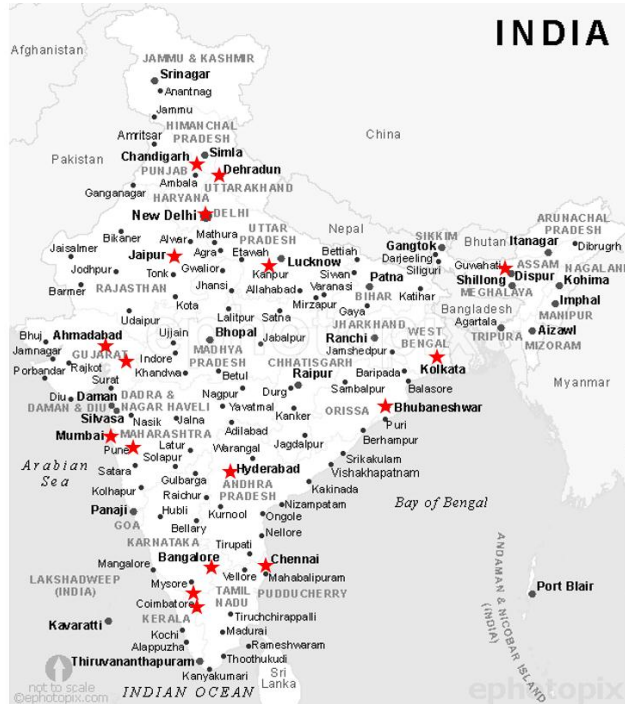 INDIA
Afghanistan
JAMMU & KASHMIR
Srinagar
Anantnag
Jammu
HIMANCHAL
PRADESH
Amritsar
China
Pakistan
Chandigarh
Simla
PUNJAB
Dehradun
Ambala
UTTARAKHAND
Ganganagar
HARYANA
New Delhi
DELHI
Bikaner
Alwar
Mathura
UTTAR
PRADESH
Nepal
SIKKIM
ARUNACHAL
PRADESH
Jaisalmer
Jaipur
Agra
Etawah
Lucknow
Bettiah
Gangtok
Bhutan
Itanagar
Dibrugrh
Jodhpur
Tonk
Gwalior
Kanpur
Siwan
Darjeeling
Siliguri
Guwahati
ASSAM
Dispur
NAGALAND
Barmer
RAJASTHAN
Jhansi
Allahabad
Varanasi
Patna
Katihar
Shillong
MEGHALAYA
Kohima
Kota
Mirzapur
BIHAR
Imphal
Udaipur
Lalitpur
Satna
Gaya
Bangladesh
MANIPUR
Bhuj
Ahmadabad
Ujjain
Bhopal
Jabalpur
JHARKHAND
Ranchi
WEST
BENGAL
Agartala
TRIPURA
Aizawl
MIZORAM
Jamnagar
GUJARAT
Indore
MADHYA
PRADESH
CHHATISGARH
Jamshedpur
Kolkata
Porbandar
Rajkot
Khandwa
Betul
Raipur
Baripada
Myanmar
Surat
Durg
Sambalpur
Balasore
Diu
Daman
DADRA &
NAGAR HAVELI
Nagpur
DAMAN & DIU
Yavatmal
Kanker
ORISSA
Bhubaneshwar
Silvasa
Nasik
Jalna
Puri
Mumbai
MAHARASHTRA
Adilabad
Jagdalpur
Berhampur
Pune
Latur
Warangal
Arabian
Sea
Solapur
Srikakulam
Satara
Hyderabad
Vishakhapatnam
Gulbarga
ANDHRA
PRADESH
Kolhapur
Raichur
Kakinada
Panaji
Hubli
Kurnool
Nizampatam
Bay of Bengal
GOA
Bellary
Ongole
KARNATAKA
Nellore
Tirupati
Bangalore
Chennai
Mangalore
Vellore
Mahabalipuram
LAKSHADWEEP
(INDIA)
Mysore
TAMIL
NADU
PUDDUCHERRY
Port Blair
Coimbatore
ANDAMAN & NICOBAR ISLAND
(INDIA)
Kavaratti
KERALA
Tiruchchirappalli
Kochi
Madurai
Alappuzha
Rameshwaram
Thiruvananthapuram
Thoothukudi
Kanyakumari
Sri
Lanka
not to scale
©ephotopix.com
INDIAN OCEAN
ephotopix